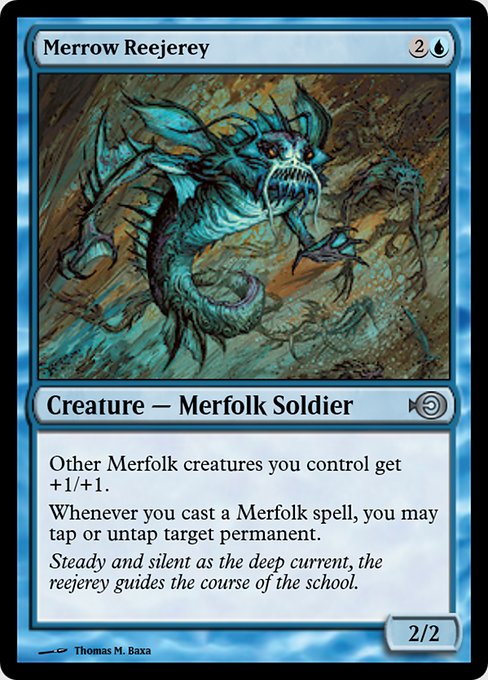 Merrow Reejerey 2
Creature — Merfolk Soldier
Other Merfolk creatures you control get
+1/+1.
Whenever you cast a Merfolk spell, you may
tap or untap target permanent.
Steady and silent as the deep current, the
reejerey guides the course of the school.
2/2
Thomas M. Baxa